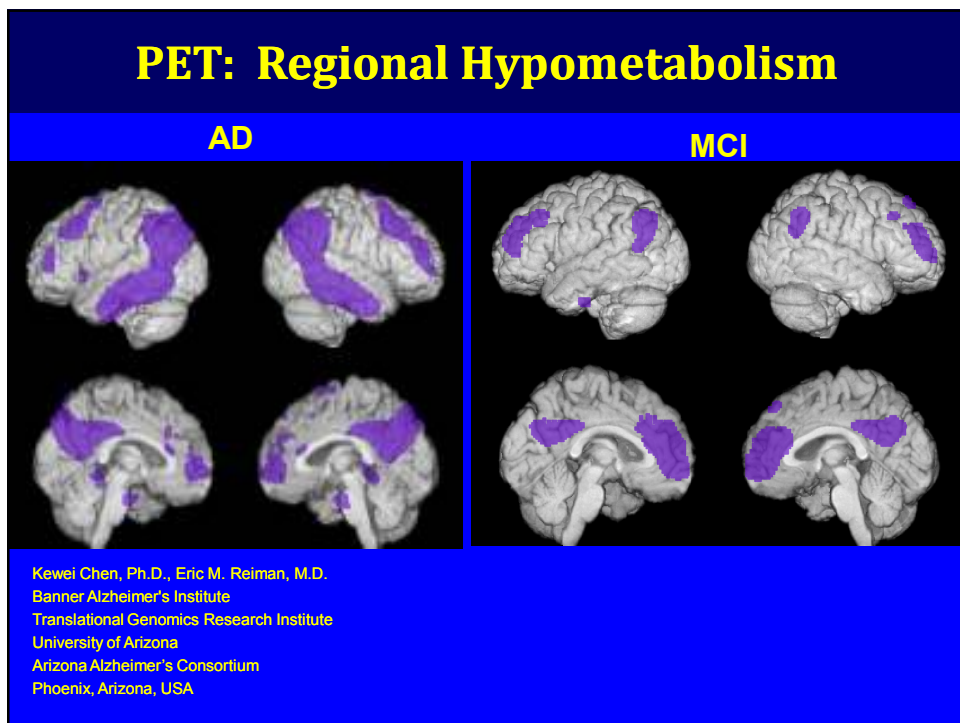 PET:  Regional Hypometabolism
AD
MCI
Kewei Chen, Ph.D., Eric M. Reiman, M.D.
Banner Alzheimer's Institute
Translational Genomics Research Institute
University of Arizona
Arizona Alzheimer’s Consortium
Phoenix, Arizona, USA